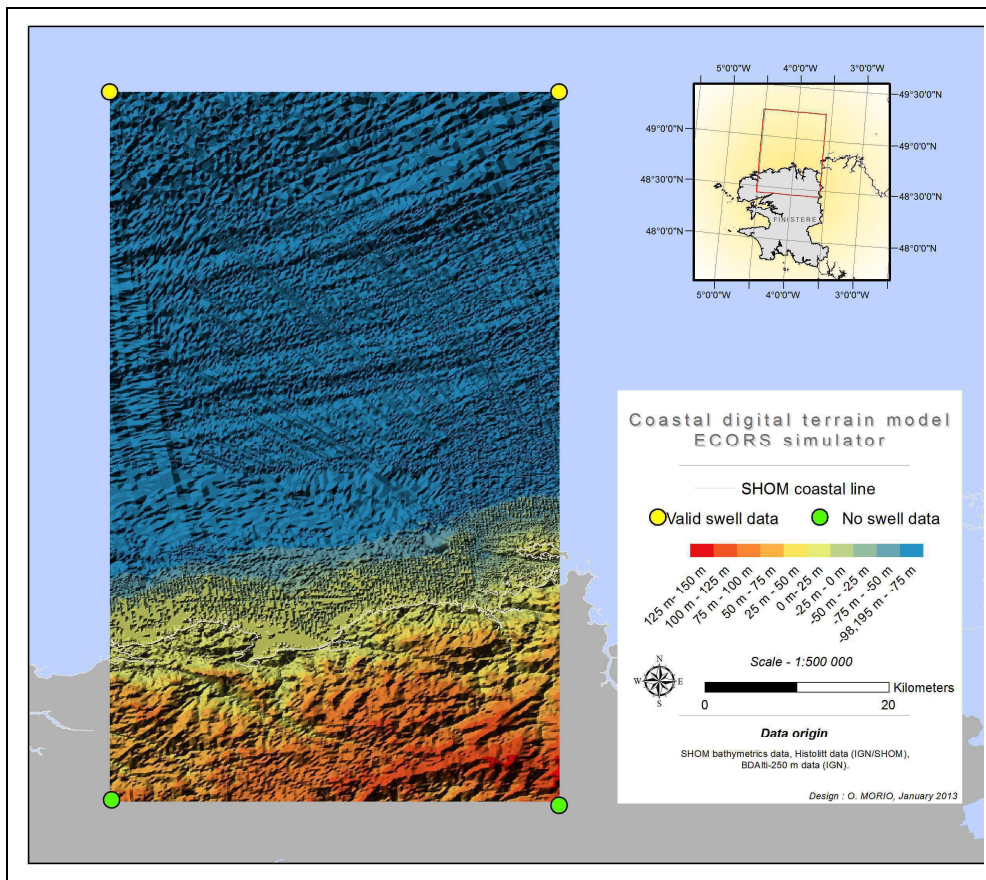 5°0'0"W 4°0'0"W 3°0'0"W
49°30'0"N
49°0'0"N
49°0'0"N
48°30'0"N
48°30'0"N
FINISTERE
48°0'0"N
48°0'0"N
5°0'0"W 4°0'0"W 3°0'0"W
Coastal digital terrain model
ECORS simulator
SHOM coastal line
Valid swell data No swell data
125 m- 150 m
100 m - 125 m
75 m - 100 m
50 m - 75 m
25 m - 50 m
0 m- 25 m
-25 m - 0 m
-50 m - -25 m
-75 m - -50 m
-98,195 m - -75 m
Scale - 1:500 000
N
W E
S
Kilometers
0 20
Data origin
SHOM bathymetrics data, Histolitt data (IGN/SHOM),
BDAlti-250 m data (IGN).
Design : O. MORIO, January 2013